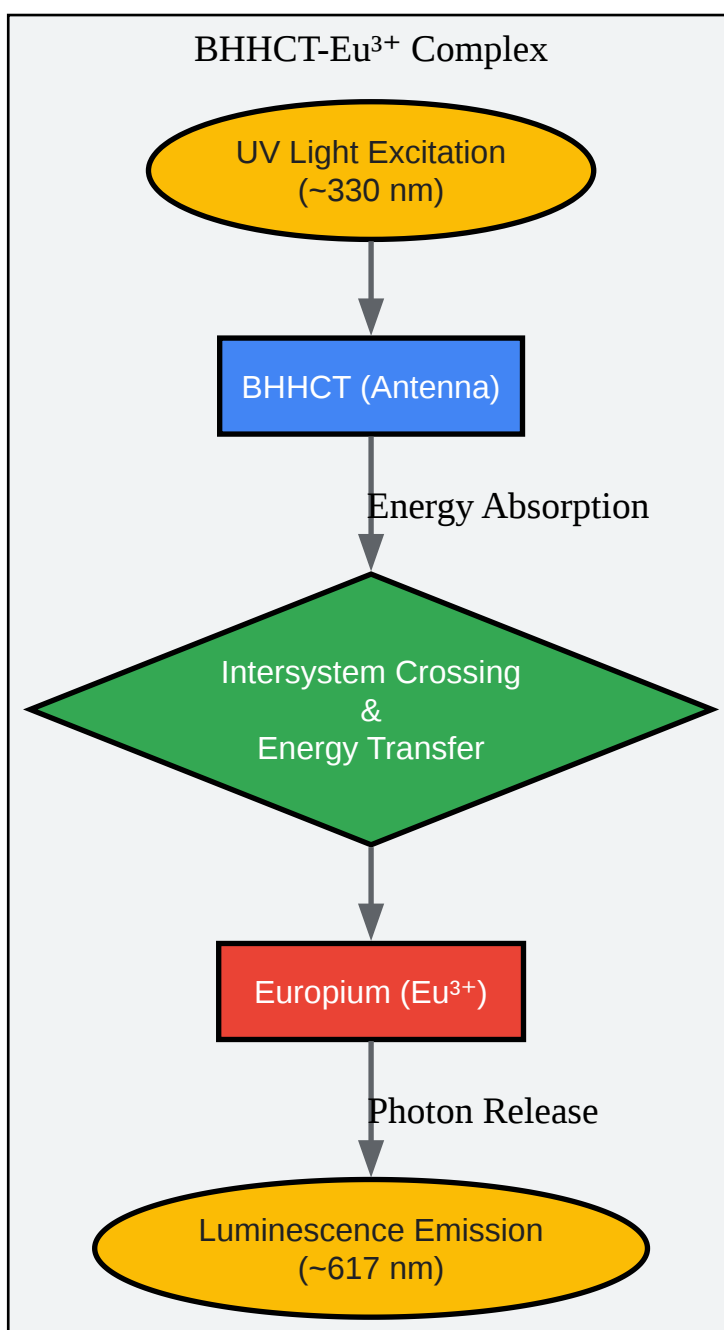 BHHCT-Eu³⁺ Complex
UV Light Excitation
(~330 nm)
BHHCT (Antenna)
Energy Absorption
Intersystem Crossing
&
Energy Transfer
Europium (Eu³⁺)
Photon Release
Luminescence Emission
(~617 nm)